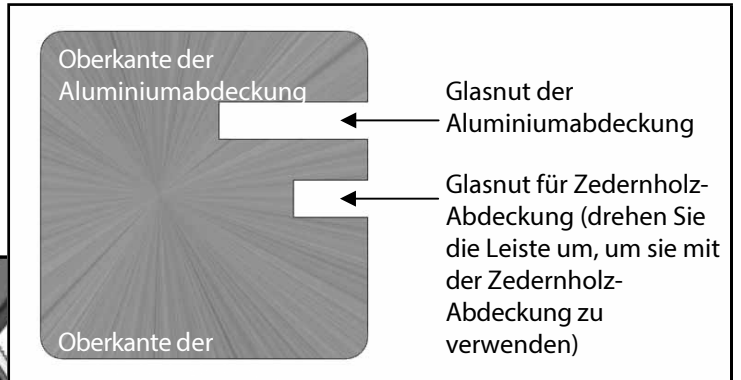 Oberkante der
Aluminiumabdeckung
Glasnut der
Aluminiumabdeckung
Glasnut für Zedernholz-
Abdeckung (drehen Sie
die Leiste um, um sie mit
der Zedernholz-
Abdeckung zu
verwenden)
Oberkante der